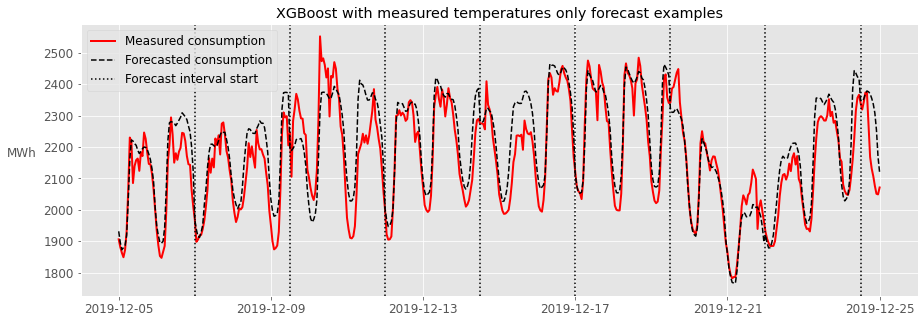 XGBoost with measured temperatures only forecast examples
Measured consumption
Forecasted consumption
Forecast interval start
2500
2400
2300
2200
2100
2000
1900
1800
MWh
2019-12-05
2019-12-09
2019-12-13
2019-12-17
2019-12-21
2019-12-25